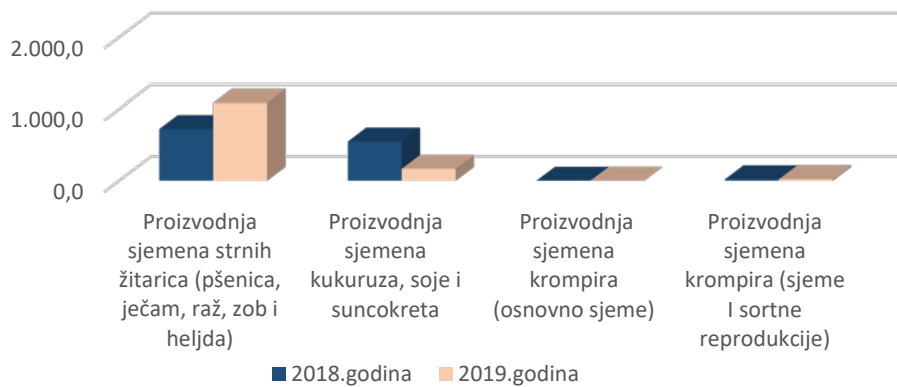 2.000,0
1.000,0
0,0
Proizvodnja
sjemena strnih
žitarica (pšenica,
ječam, raž, zob i
heljda)
Proizvodnja
sjemena
kukuruza, soje i
suncokreta
Proizvodnja
sjemena
krompira
(osnovno sjeme)
Proizvodnja
sjemena
krompira (sjeme
I sortne
reprodukcije)
2018.godina
2019.godina